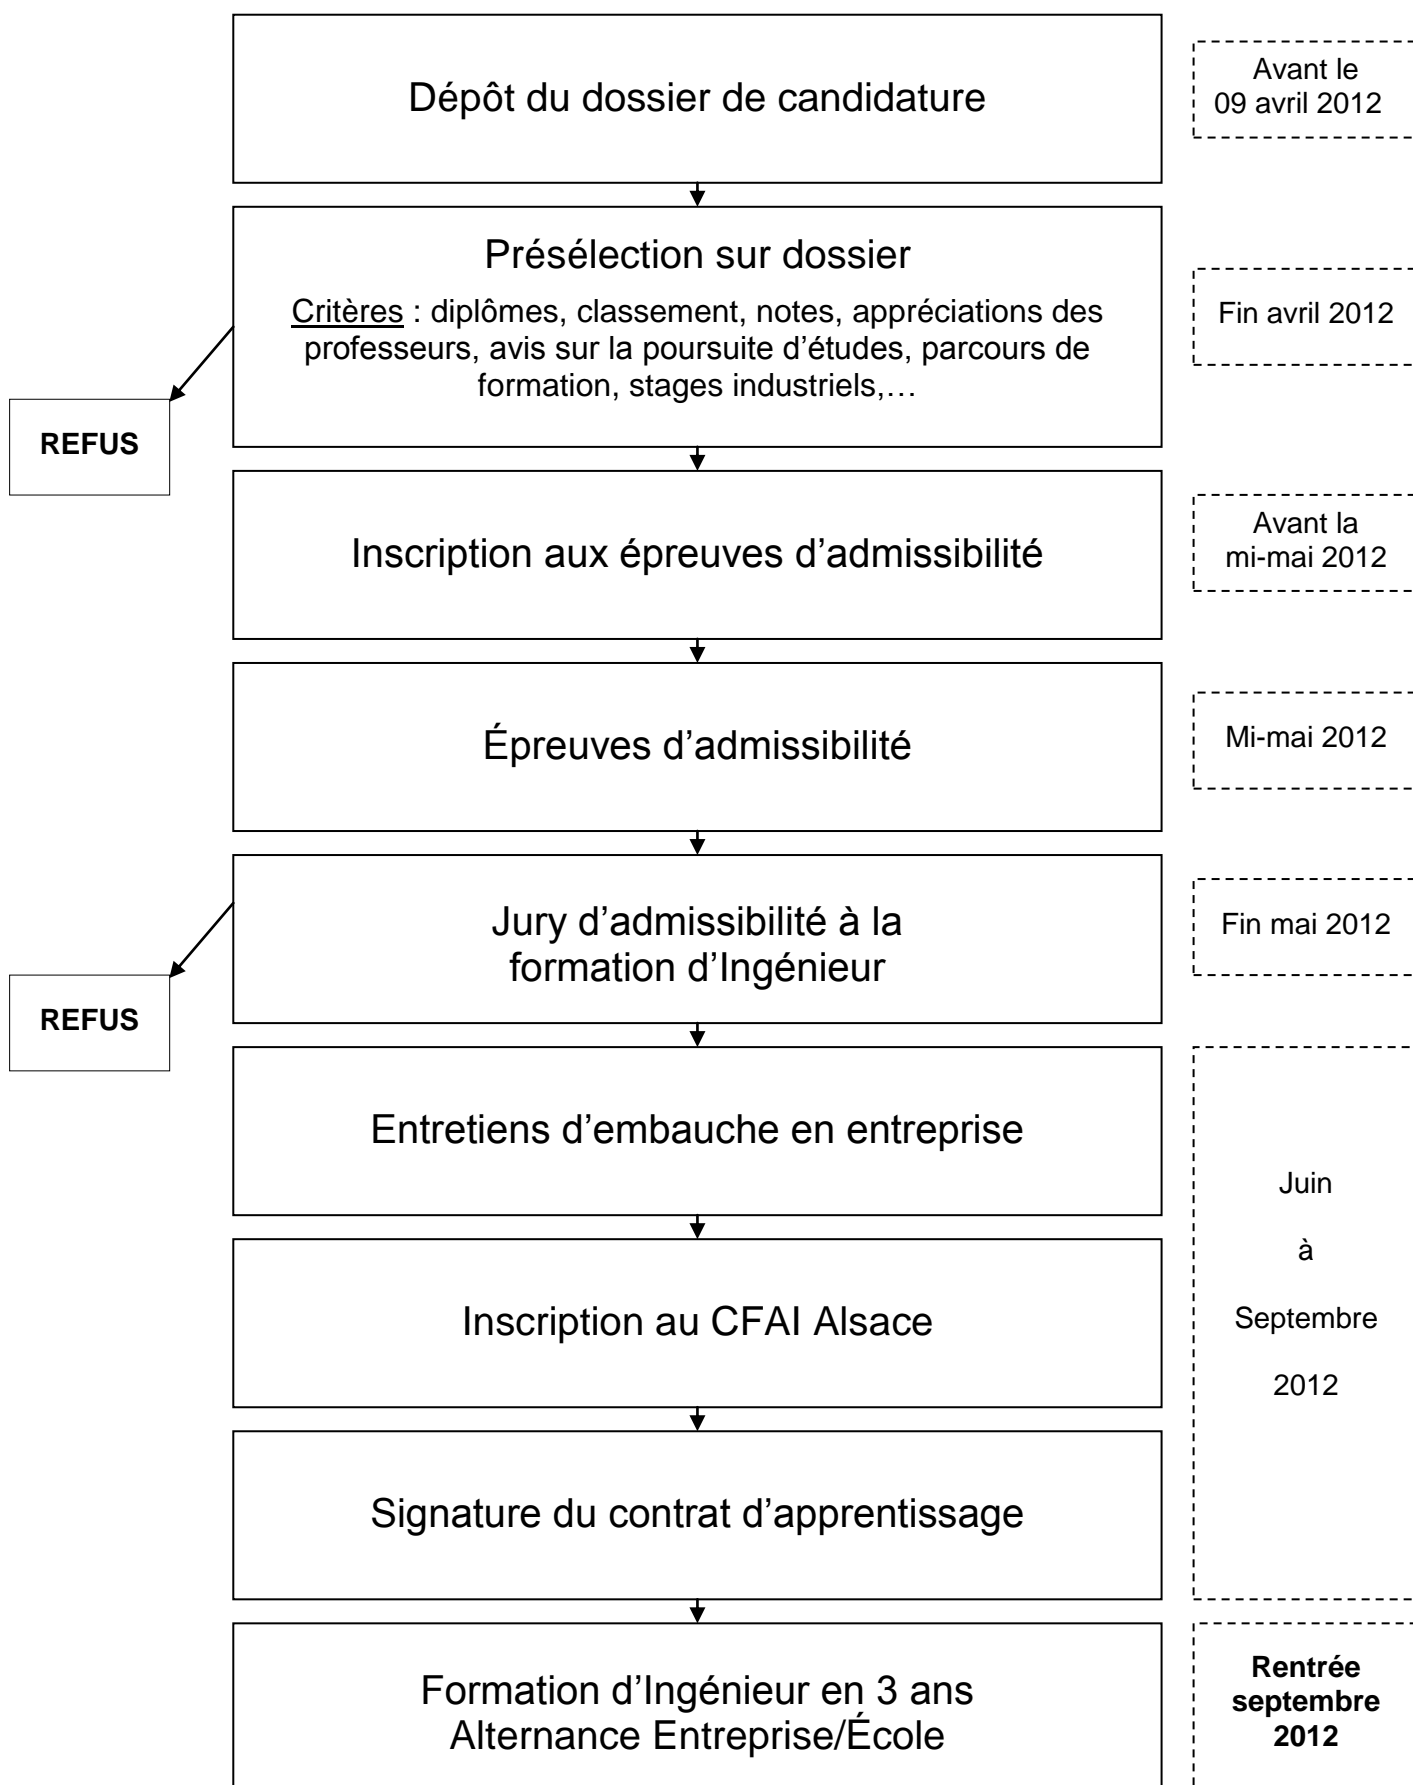 Dépôt du dossier de candidature
Avant le
09 avril 2012
Présélection sur dossier
Critères : diplômes, classement, notes, appréciations des
professeurs, avis sur la poursuite d’études, parcours de
formation, stages industriels,…
Fin avril 2012
REFUS
Inscription aux épreuves d’admissibilité
Avant la
mi-mai 2012
Épreuves d’admissibilité
Mi-mai 2012
Jury d’admissibilité à la
formation d’Ingénieur
Fin mai 2012
REFUS
Entretiens d’embauche en entreprise
Inscription au CFAI Alsace
Signature du contrat d’apprentissage
Juin
à
Septembre
2012
Formation d’Ingénieur en 3 ans
Alternance Entreprise/École
Rentrée
septembre
2012